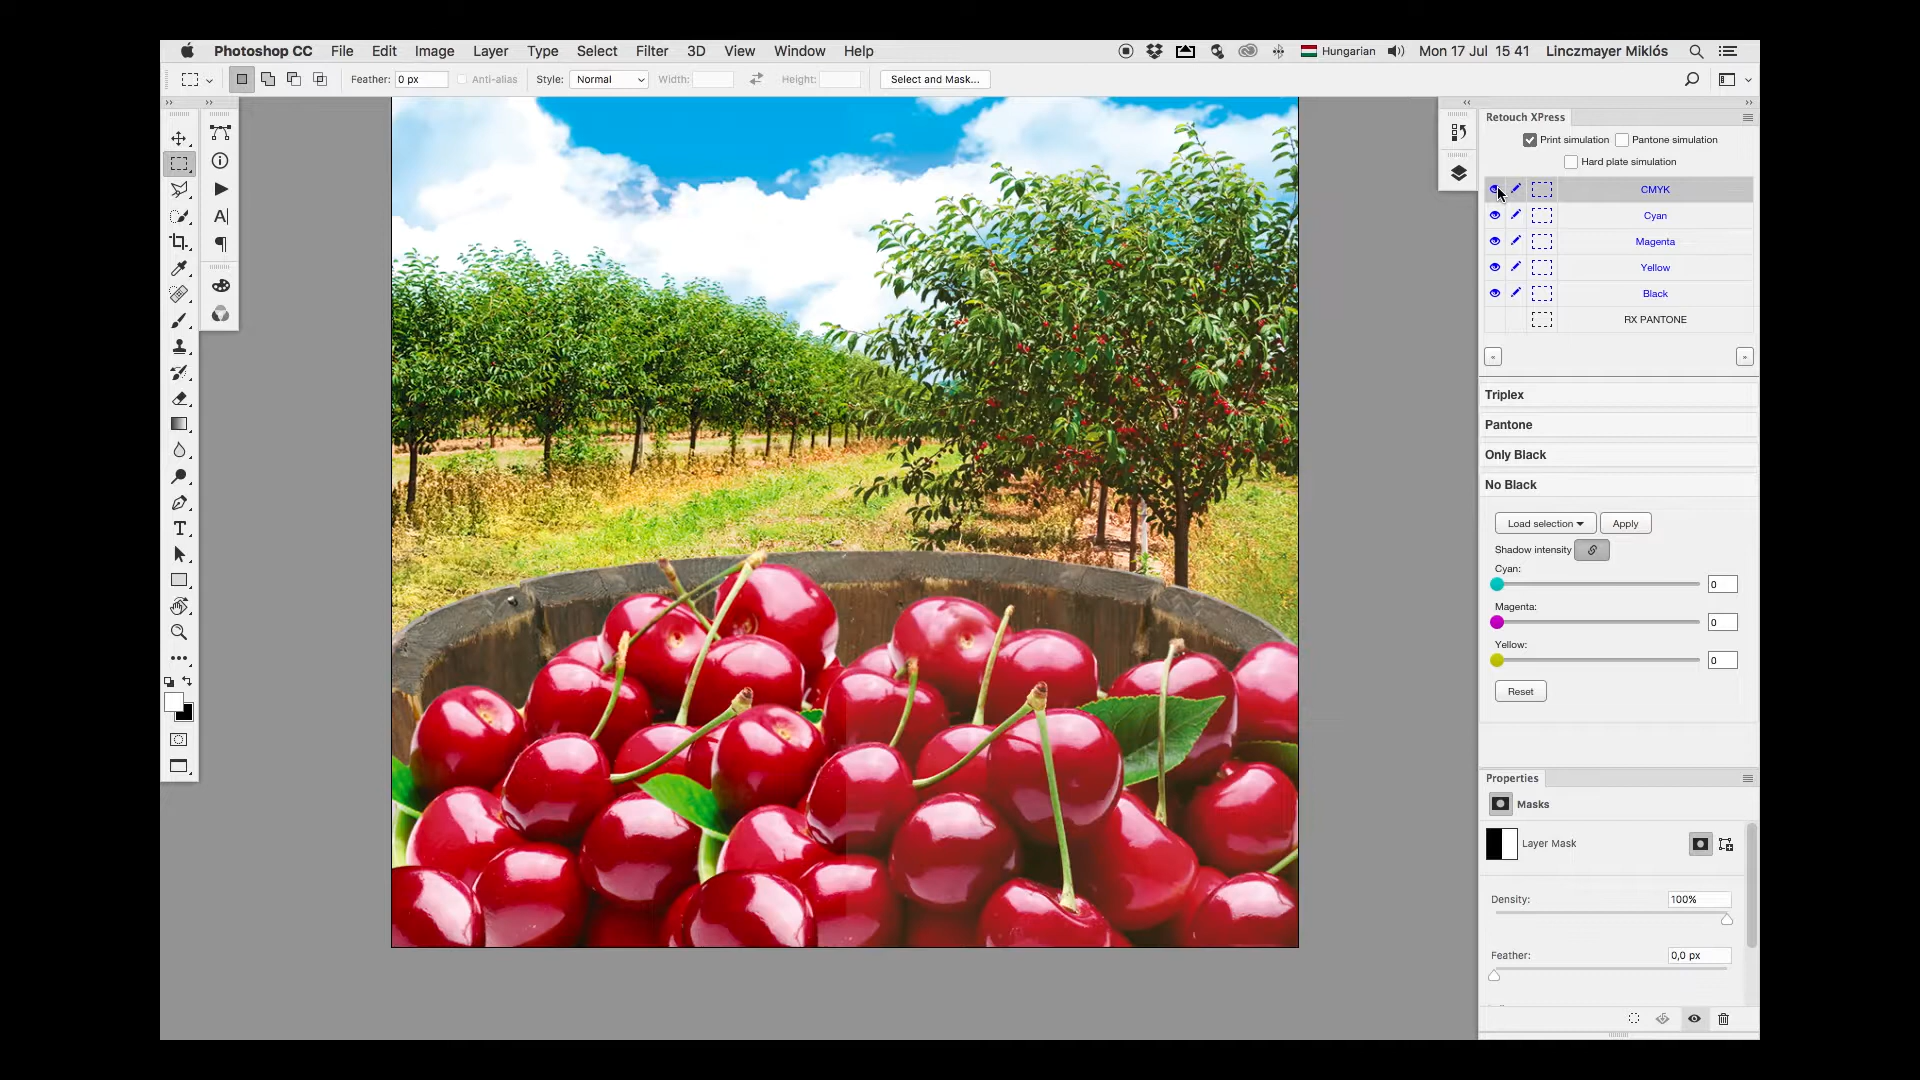 Photoshop CC File Edit Image Layer Type Select Filter 3D View Window Help Hungarian Mon 17 Jul 15 41 Linczmayer Miklós
Feather: 0 px Anti-alias Style: Normal Width: Height: Select and Mask...
Retouch XPress
Print simulation Pantone simulation
Hard plate simulation
CMYK
Cyan
Magenta
Yellow
Black
RX PANTONE
« »
Triplex
Pantone
Only Black
No Black
Load selection Apply
Shadow intensity
Cyan:
0
Magenta:
0
Yellow:
0
Reset
Properties
Masks
Layer Mask
Density: 100%
Feather: 0,0 px